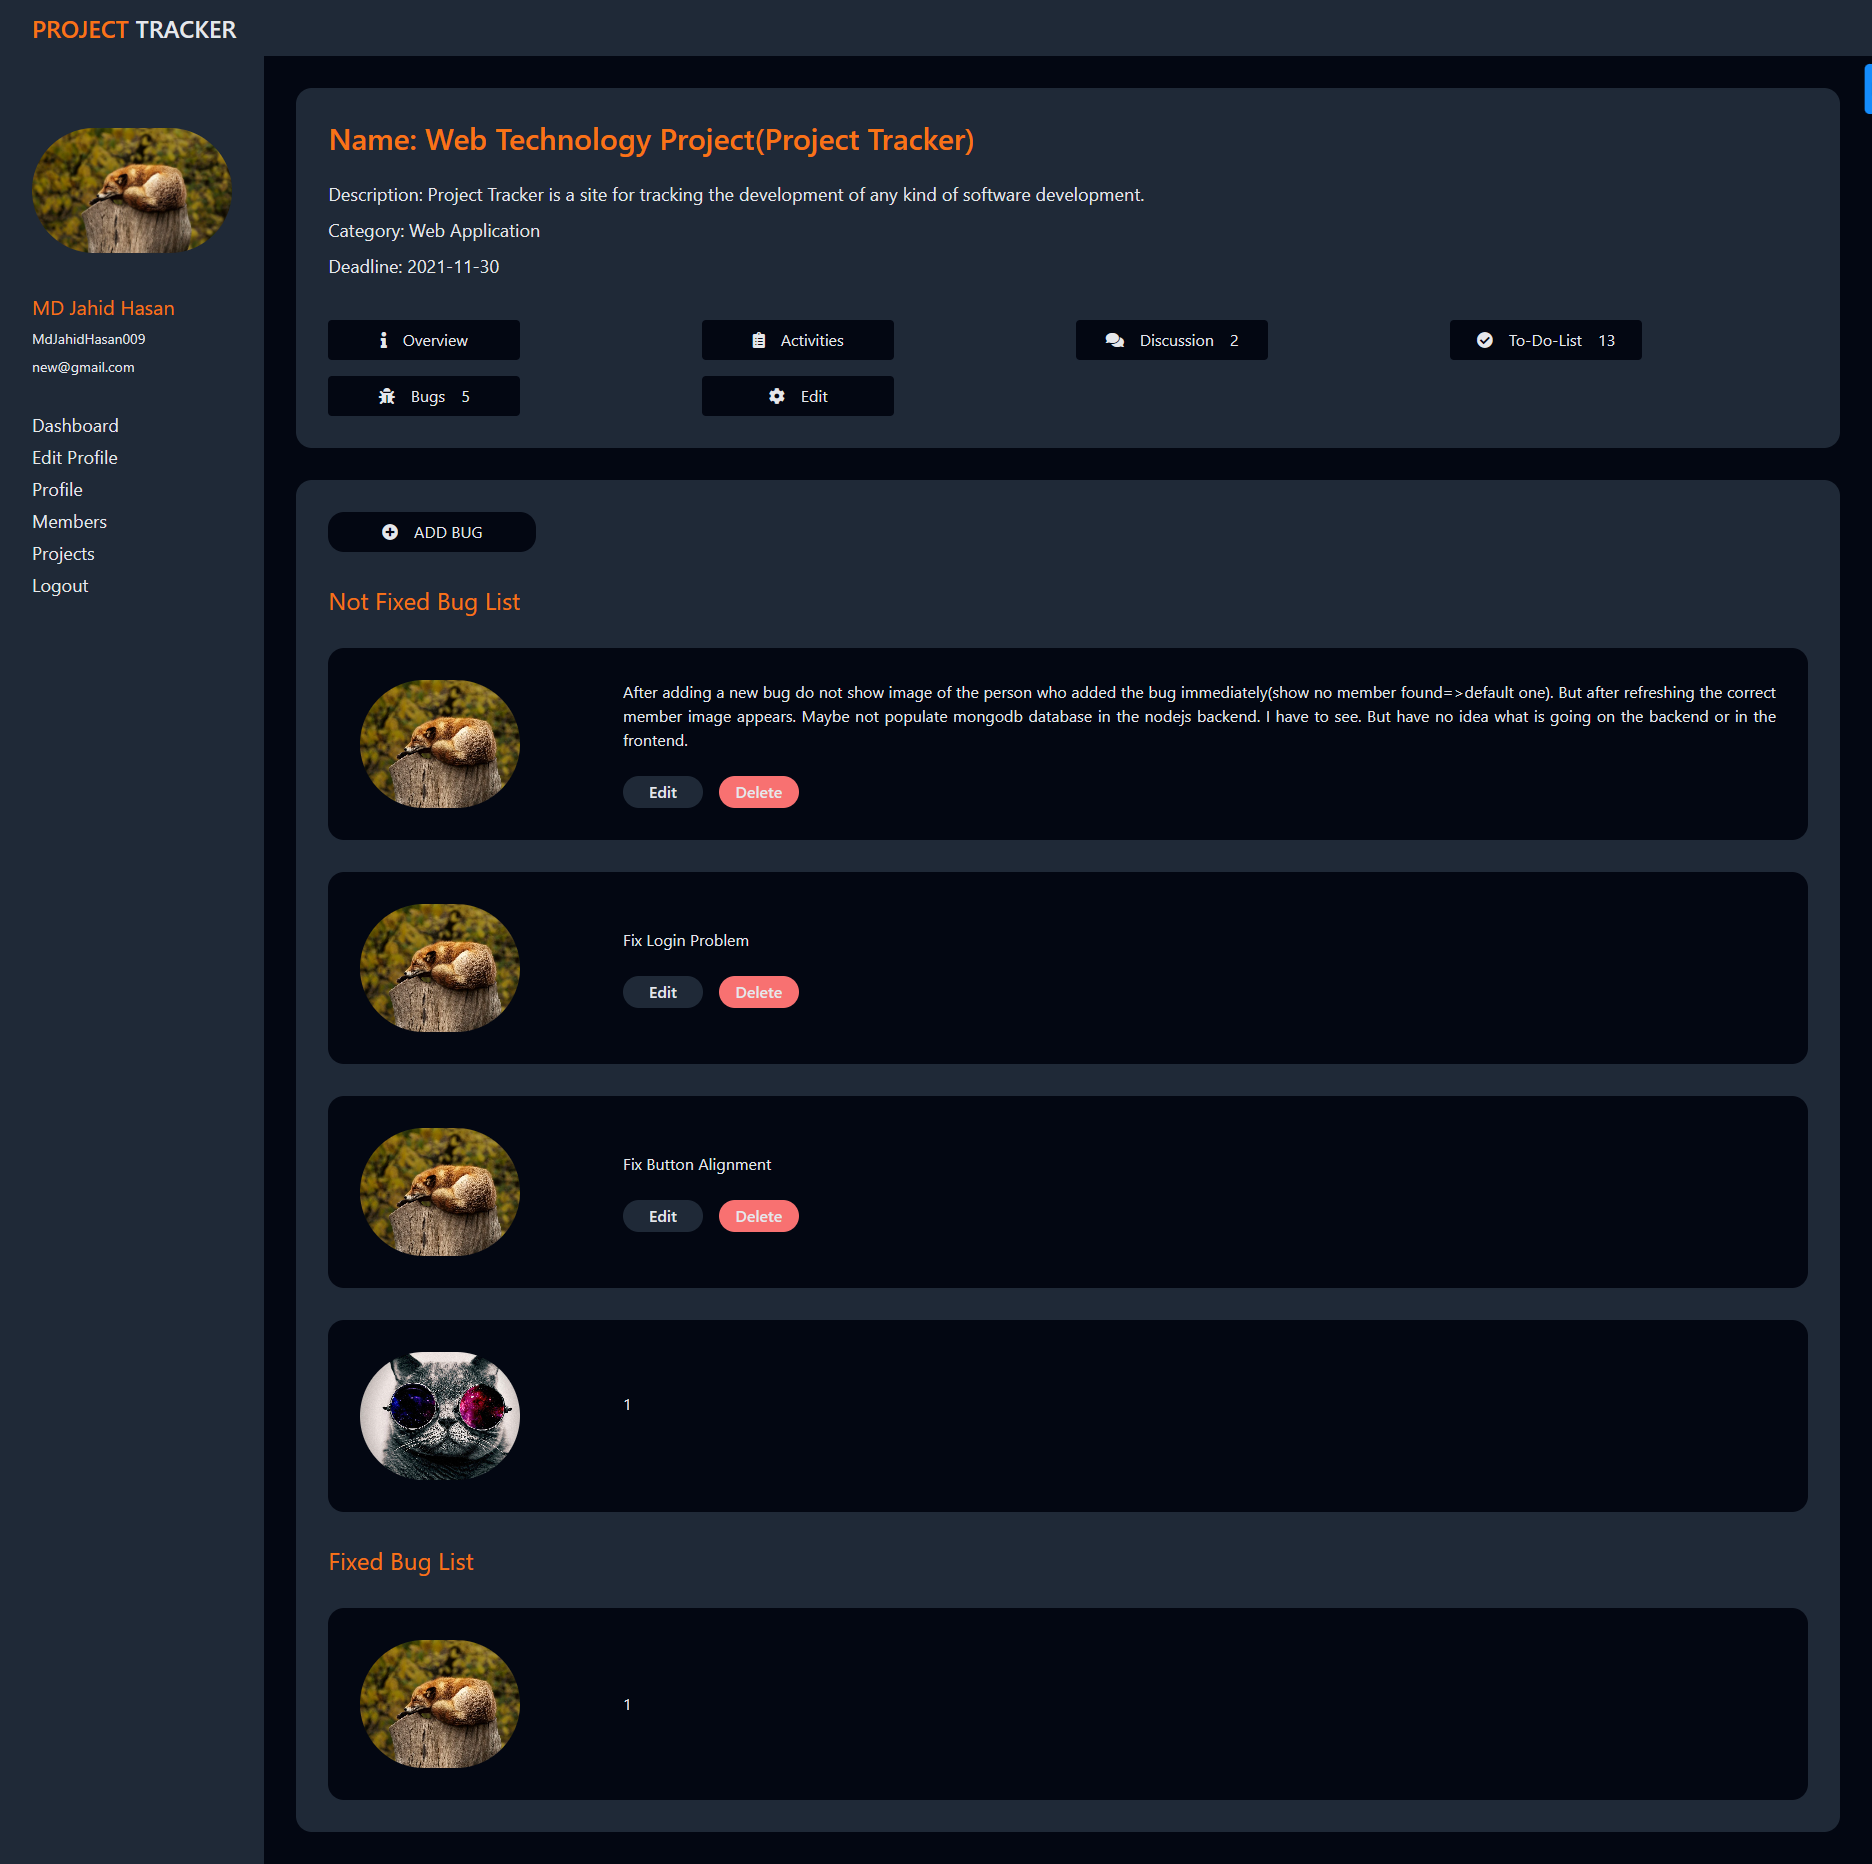 PROJECT TRACKER
MD Jahid Hasan
MdJahidHasan009
new@gmail.com
Dashboard
Edit Profile
Profile
Members
Projects
Logout
Name: Web Technology Project(Project Tracker)
Description: Project Tracker is a site for tracking the development of any kind of software development.
Category: Web Application
Deadline: 2021-11-30
Overview
Activities
Discussion 2
To-Do-List 13
Bugs 5
Edit
ADD BUG
Not Fixed Bug List
After adding a new bug do not show image of the person who added the bug immediately(show no member found=>default one). But after refreshing the correct
member image appears. Maybe not populate mongodb database in the nodejs backend. I have to see. But have no idea what is going on the backend or in the
frontend.
Edit Delete
Fix Login Problem
Edit Delete
Fix Button Alignment
Edit Delete
1
Fixed Bug List
1